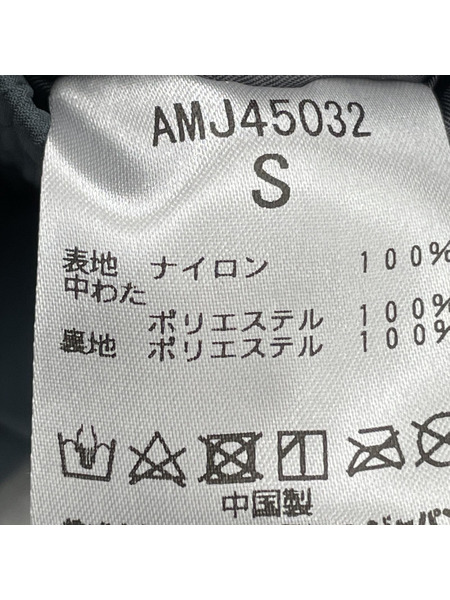 AMJ45032
S
表地 ナイロン 100%
中わた
ポリエステル 100%
裏地 ポリエステル 100%
中国製